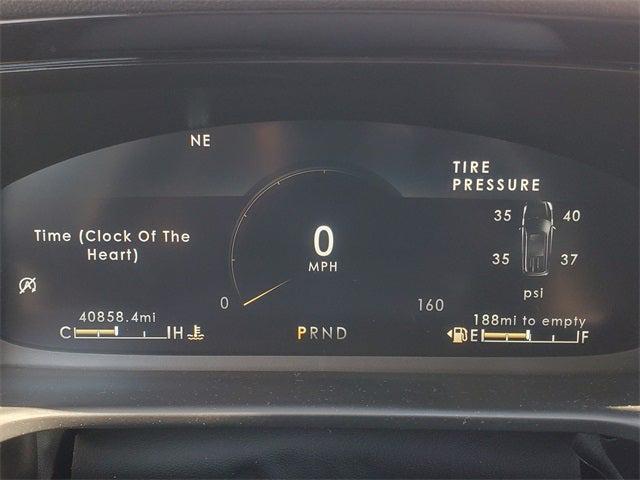 NE
TIRE
PRESSURE
35 40
Time (Clock Of The
Heart)
0
MPH
35 37
psi
A
0 160
40858.4mi
188mi to empty
C H
PRND
E F